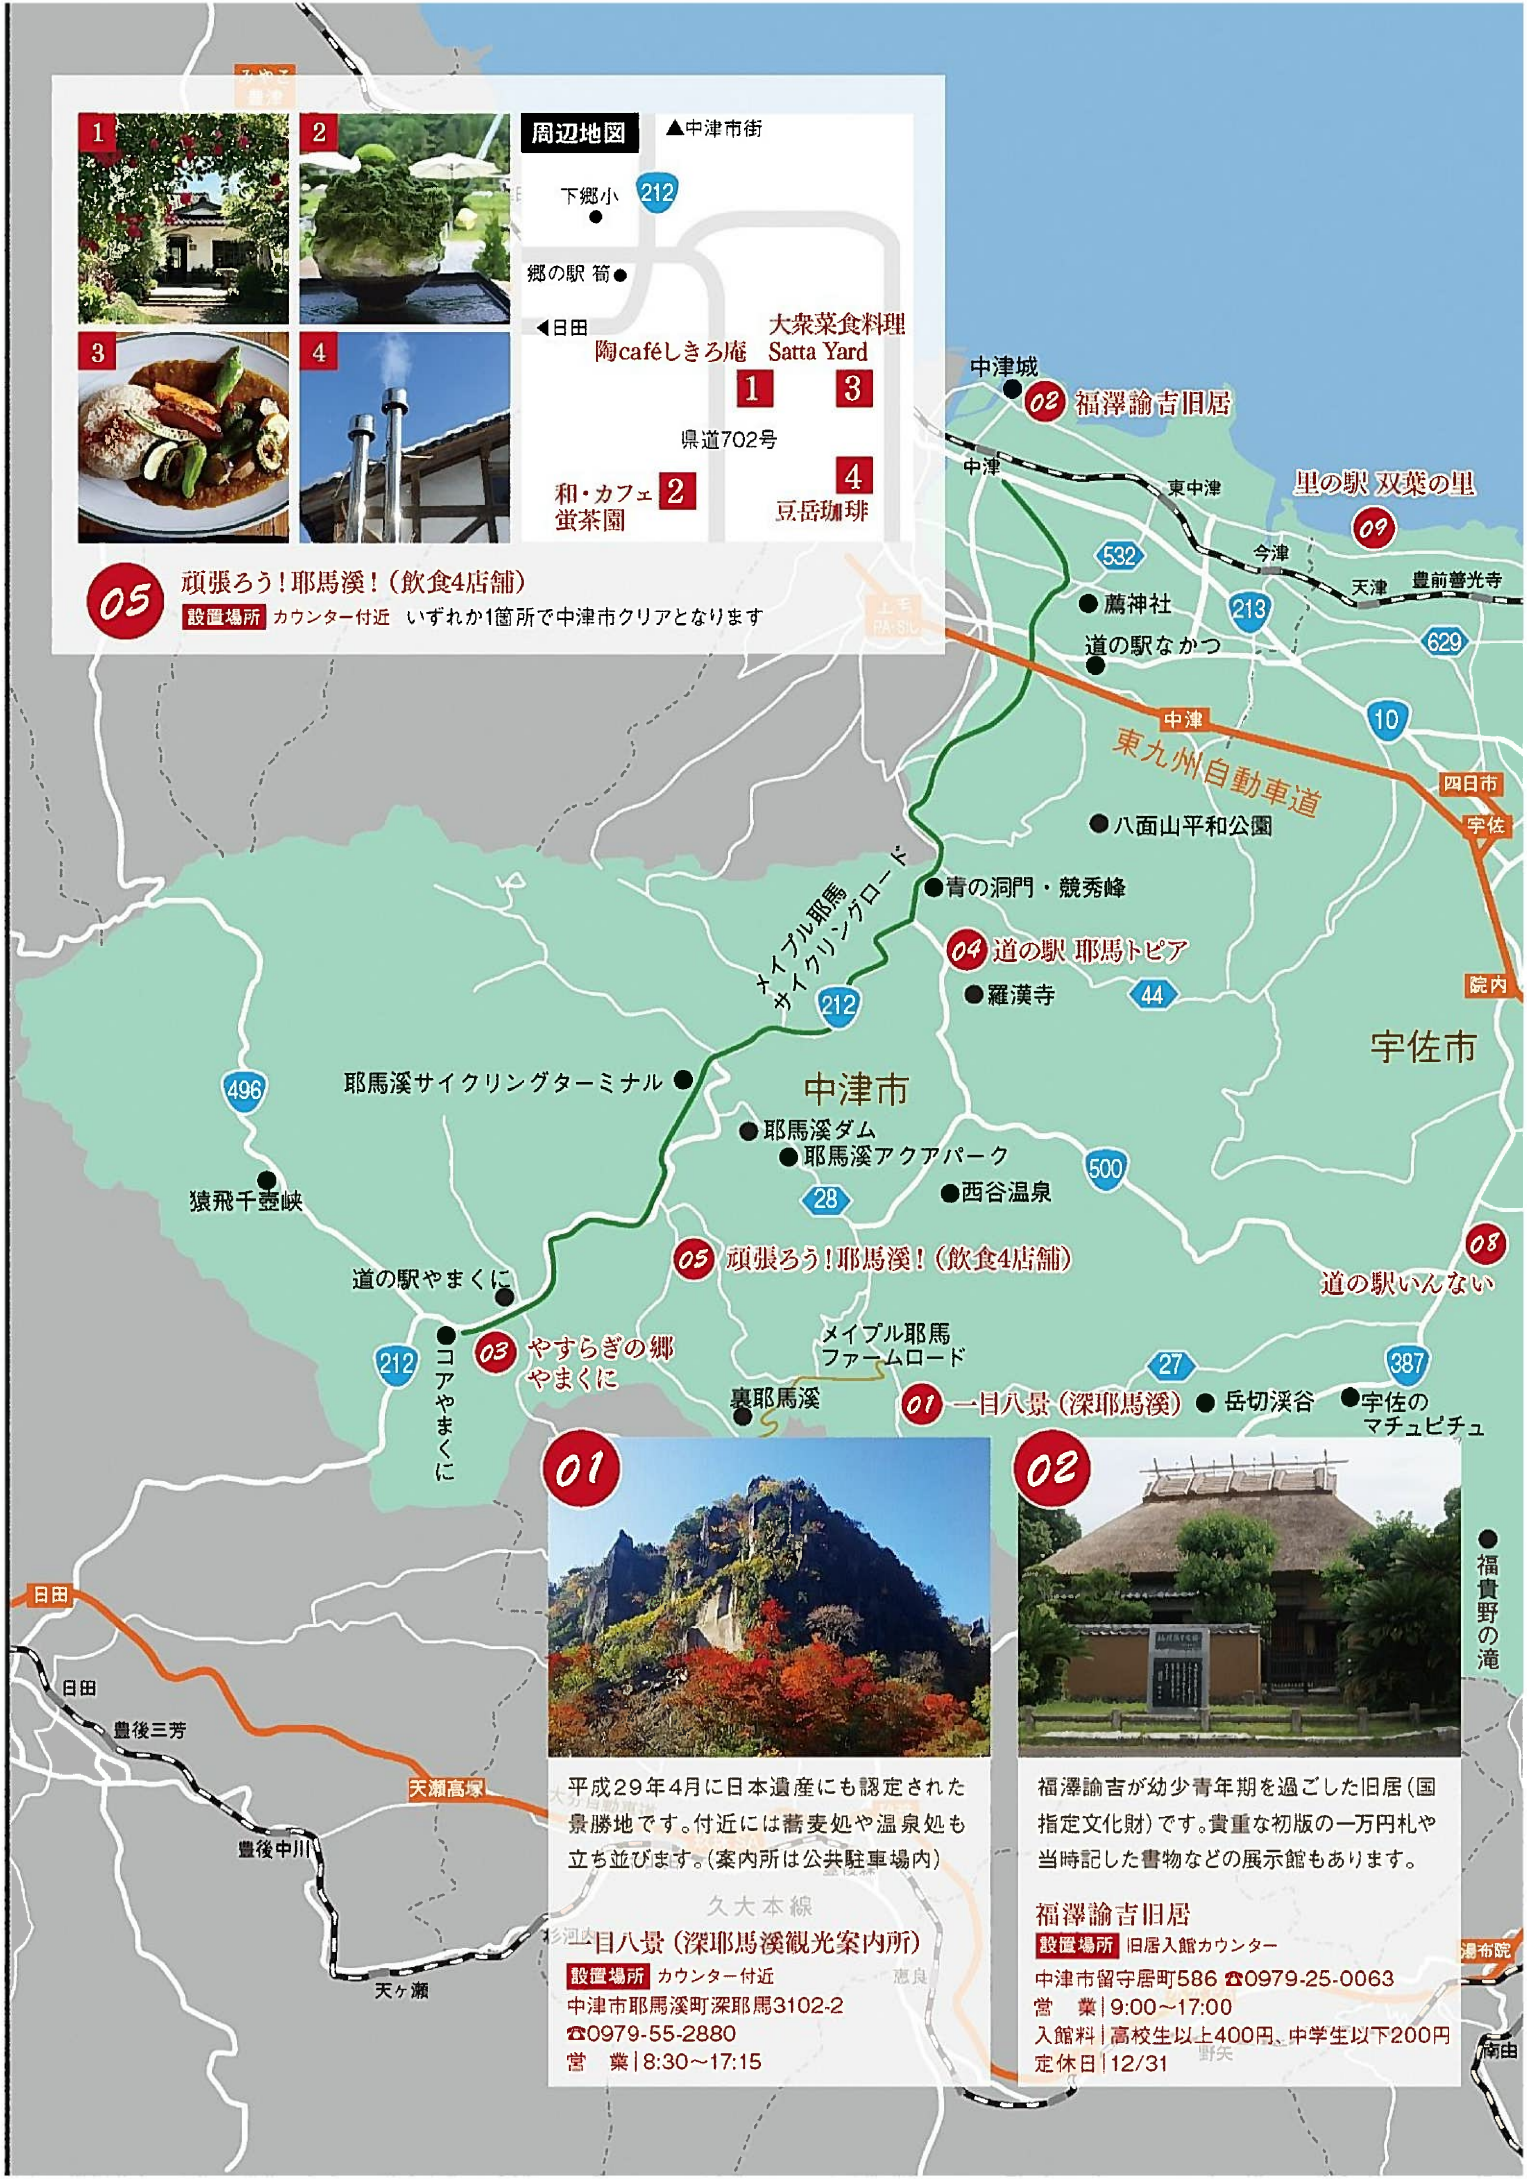 みやこ
豊津
1
2
3
4
周辺地図
▲中津市街
下郷小
212
郷の駅 筍
◀日田
大衆菜食料理
陶caféしきろ庵
Satta Yard
1
3
県道702号
和・カフェ
蛍茶園
2
4
豆岳珈琲
05
頑張ろう!耶馬溪!(飲食4店舗)
設置場所 カウンター付近 いずれか1箇所で中津市クリアとなります
上毛
PA・SIC
中津城
02 福澤諭吉旧居
中津
東中津
里の駅 双葉の里
09
今津
天津
豊前善光寺
532
213
629
薦神社
道の駅なかつ
10
中津
東九州自動車道
四日市
宇佐
八面山平和公園
メイプル耶馬
サイクリングロード
青の洞門・競秀峰
04 道の駅 耶馬トピア
羅漢寺
44
院内
212
宇佐市
中津市
496
耶馬溪サイクリングターミナル
耶馬溪ダム
耶馬溪アクアパーク
500
28
西谷温泉
猿飛千壺峡
05 頑張ろう!耶馬溪!(飲食4店舗)
08
道の駅いんない
道の駅やまくに
03 やすらぎの郷
やまくに
コアやまくに
212
メイプル耶馬
ファームロード
27
387
裏耶馬溪
01 一目八景(深耶馬溪)
岳切渓谷
宇佐の
マチュピチュ
01
平成29年4月に日本遺産にも認定された
景勝地です。付近には蕎麦処や温泉処も
立ち並びます。(案内所は公共駐車場内)
一目八景(深耶馬溪観光案内所)
設置場所 カウンター付近
中津市耶馬溪町深耶馬3102-2
☎0979-55-2880
営 業|8:30〜17:15
02
福澤諭吉が幼少青年期を過ごした旧居(国
指定文化財)です。貴重な初版の一万円札や
当時記した書物などの展示館もあります。
福澤諭吉旧居
設置場所 旧居入館カウンター
中津市留守居町586 ☎0979-25-0063
営 業|9:00〜17:00
入館料|高校生以上400円、中学生以下200円
定休日|12/31
福貴野の滝
日田
日田
豊後三芳
天瀬高塚
豊後中川
天ヶ瀬
杉河内
久大本線
恵良
野矢
湯布院
南由